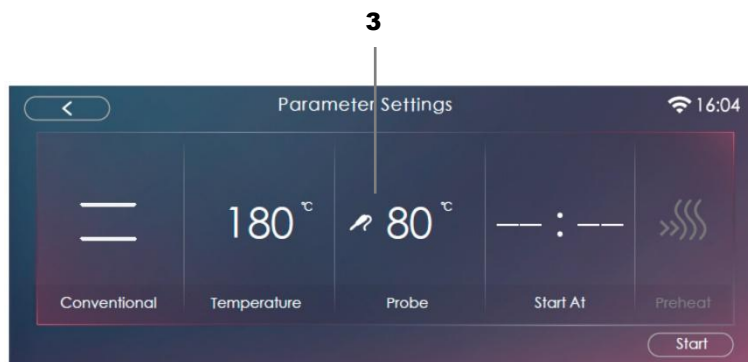 3
< Parameter Settings 16:04
180 °C 80 °C --:--
Conventional Temperature Probe Start At Preheat
Start